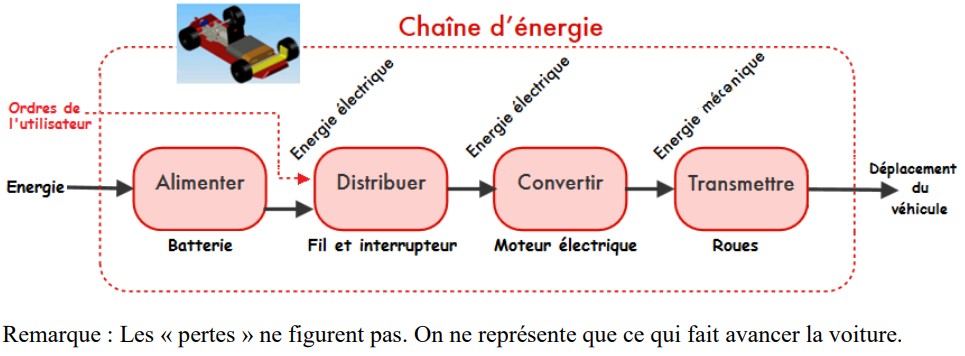 Chaîne d’énergie
Ordres de
l'utilisateur
Energie électrique
Energie électrique
Energie mécanique
Energie
Alimenter
Distribuer
Convertir
Transmettre
Déplacement
du
véhicule
Batterie
Fil et interrupteur
Moteur électrique
Roues
Remarque : Les « pertes » ne figurent pas. On ne représente que ce qui fait avancer la voiture.